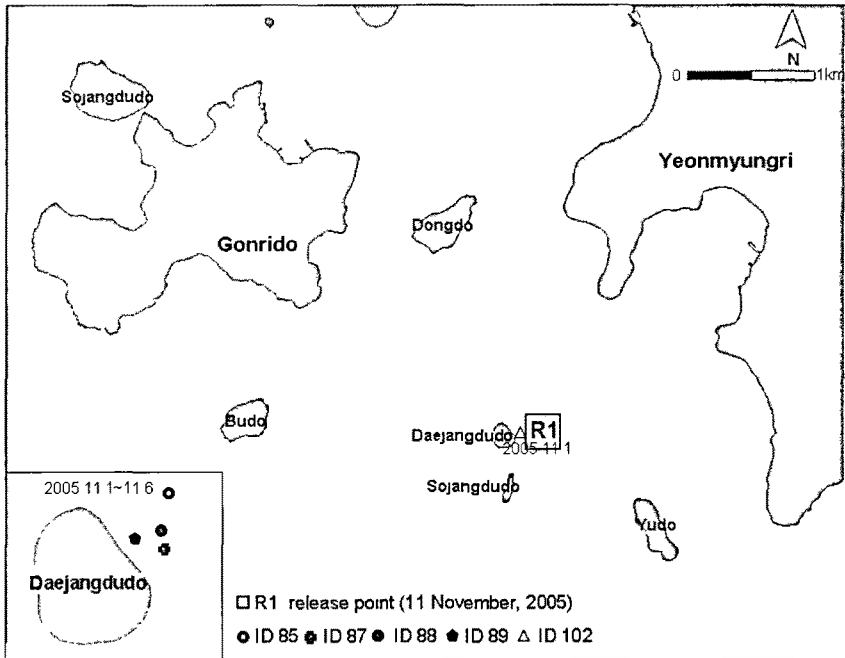 N
0 1km
Sojangdudo
Yeonmyungri
Dongdo
Gonrido
Budo
Daejangdudo R1
2005 11 1
Sojangdudo
Yudo
2005 11 1~11 6
Daejangdudo
R1 release point (11 November, 2005)
ID 85 ID 87 ID 88 ID 89 ID 102